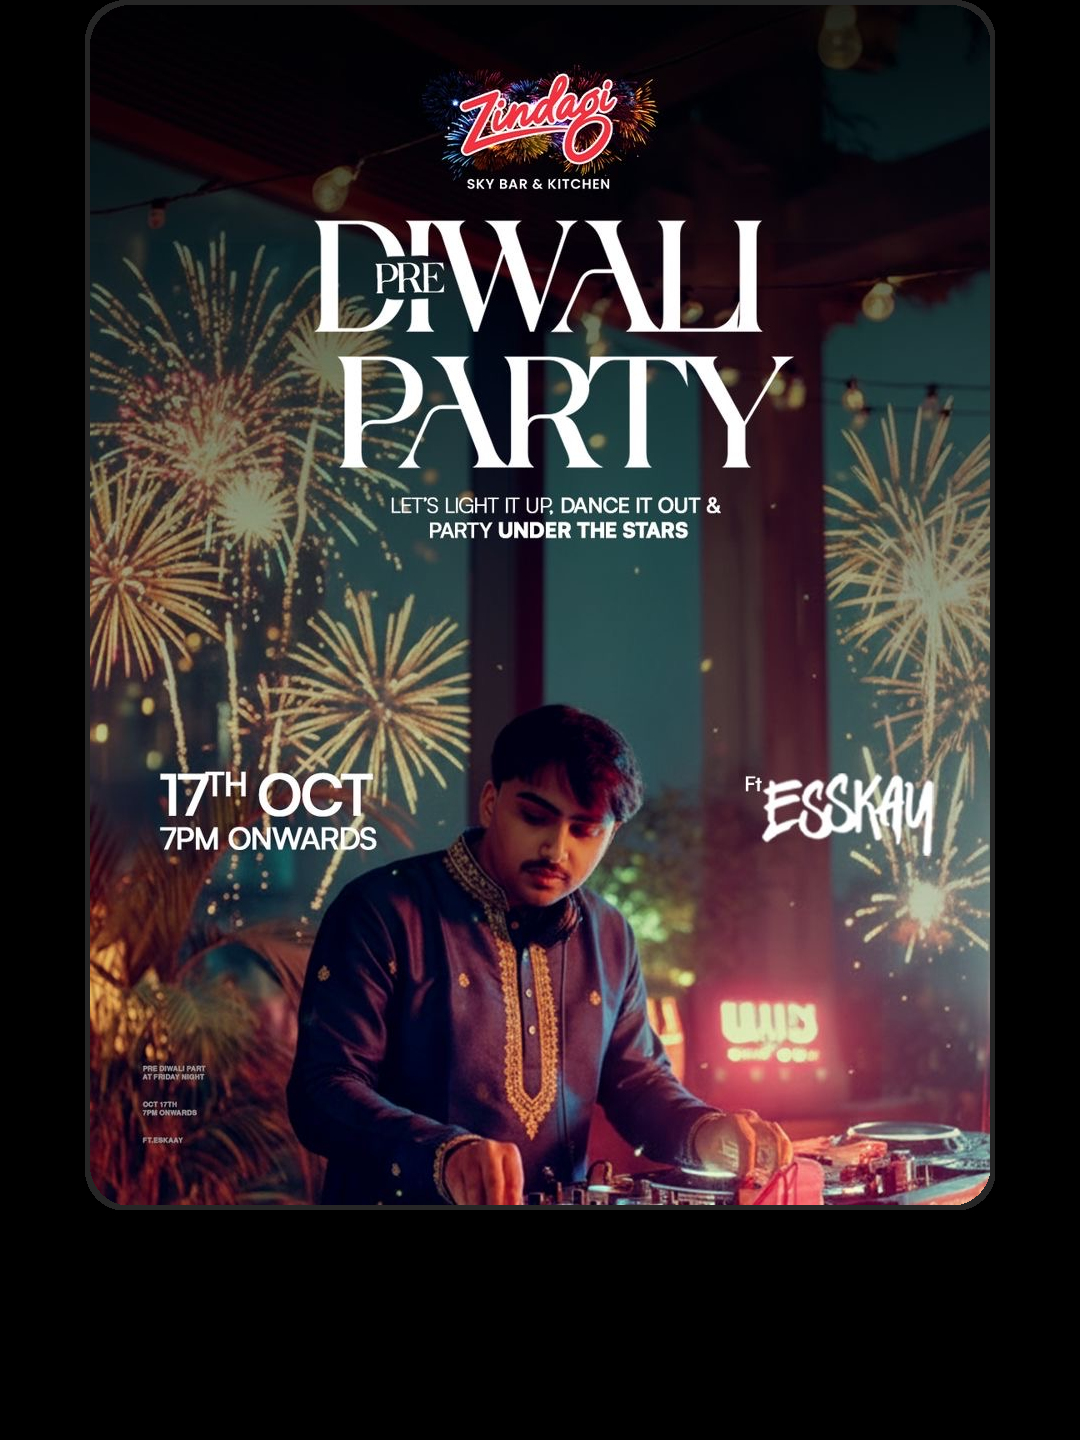 Zindagi
SKY BAR & KITCHEN
PRE
DIWALI
PARTY
LET'S LIGHT IT UP, DANCE IT OUT &
PARTY UNDER THE STARS
17TH OCT
7PM ONWARDS
Ft ESSKAY
PRE DIWALI PART
AT FRIDAY NIGHT
OCT 17TH
7PM ONWARDS
FT.ESKAAY